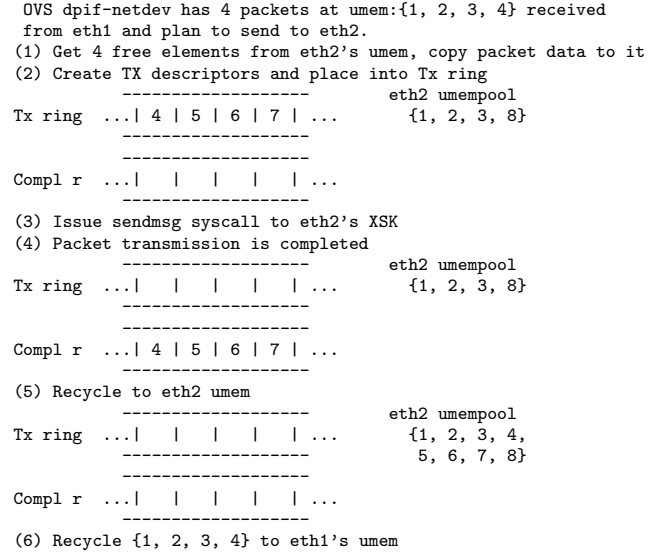 OVS dpif-netdev has 4 packets at umem:{1, 2, 3, 4} received
from eth1 and plan to send to eth2.
(1) Get 4 free elements from eth2's umem, copy packet data to it
(2) Create TX descriptors and place into Tx ring
------------------- eth2 umempool
Tx ring ...| 4 | 5 | 6 | 7 | ... {1, 2, 3, 8}
-------------------
-------------------
Compl r ...| | | | | ...
-------------------
(3) Issue sendmsg syscall to eth2's XSK
(4) Packet transmission is completed
------------------- eth2 umempool
Tx ring ...| | | | | ... {1, 2, 3, 8}
-------------------
-------------------
Compl r ...| 4 | 5 | 6 | 7 | ...
-------------------
(5) Recycle to eth2 umem
------------------- eth2 umempool
Tx ring ...| | | | | ... {1, 2, 3, 4,
------------------- 5, 6, 7, 8}
-------------------
Compl r ...| | | | | ...
-------------------
(6) Recycle {1, 2, 3, 4} to eth1's umem